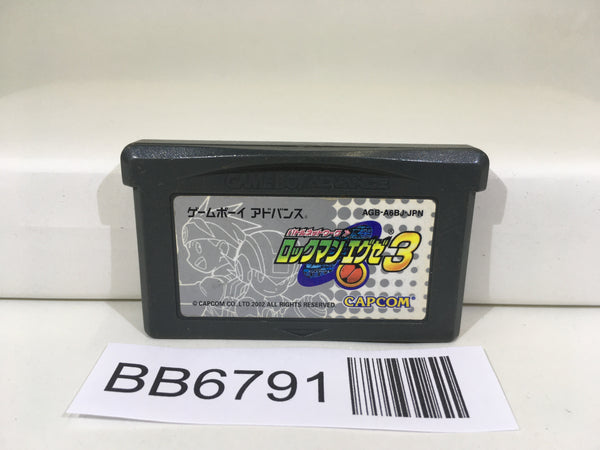 GAME BOY ADVANCE
ゲームボーイ アドバンス
AGB-A6BJ-JPN
バトルネットワーク
ロックマンエグゼ3
CAPCOM
© CAPCOM CO., LTD 2002 ALL RIGHTS RESERVED.
BB6791